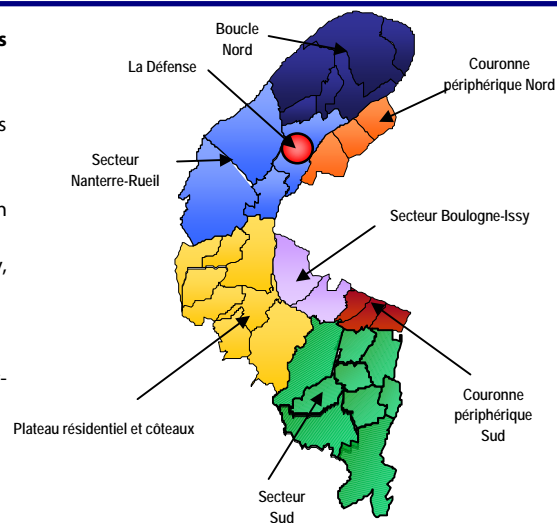 s
Boucle
Nord
La Défense
Couronne
périphérique Nord
s
Secteur
Nanterre-Rueil
n
Secteur Boulogne-Issy
,
-
Plateau résidentiel et côteaux
Couronne
périphérique
Sud
Secteur
Sud